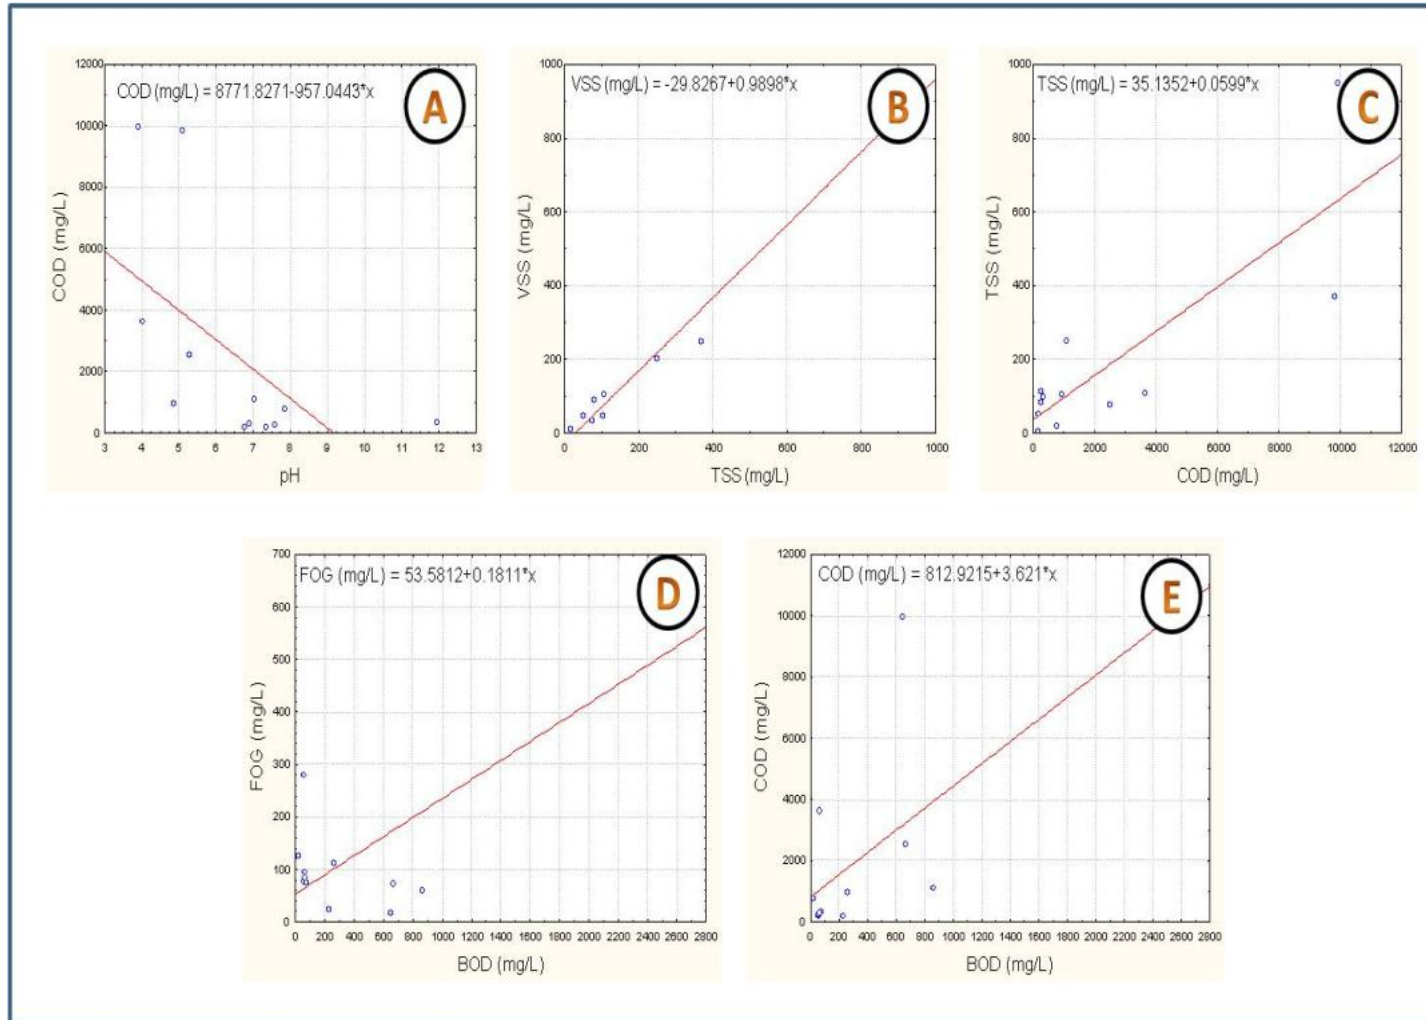 COD (mg/L) = 8771.8271-957.0443*x
A
COD (mg/L)
12000
10000
8000
6000
4000
2000
0
3 4 5 6 7 8 9 10 11 12 13
pH
VSS (mg/L) = -29.8267+0.9898*x
B
VSS (mg/L)
1000
800
600
400
200
0
0 200 400 600 800 1000
TSS (mg/L)
TSS (mg/L) = 35.1352+0.0599*x
C
TSS (mg/L)
1000
800
600
400
200
0
0 2000 4000 6000 8000 10000 12000
COD (mg/L)
FOG (mg/L) = 53.5812+0.1811*x
D
FOG (mg/L)
700
600
500
400
300
200
100
0
0 200 400 600 800 1000 1200 1400 1600 1800 2000 2200 2400 2600 2800
BOD (mg/L)
COD (mg/L) = 812.9215+3.621*x
E
COD (mg/L)
12000
10000
8000
6000
4000
2000
0
0 200 400 600 800 1000 1200 1400 1600 1800 2000 2200 2400 2600 2800
BOD (mg/L)